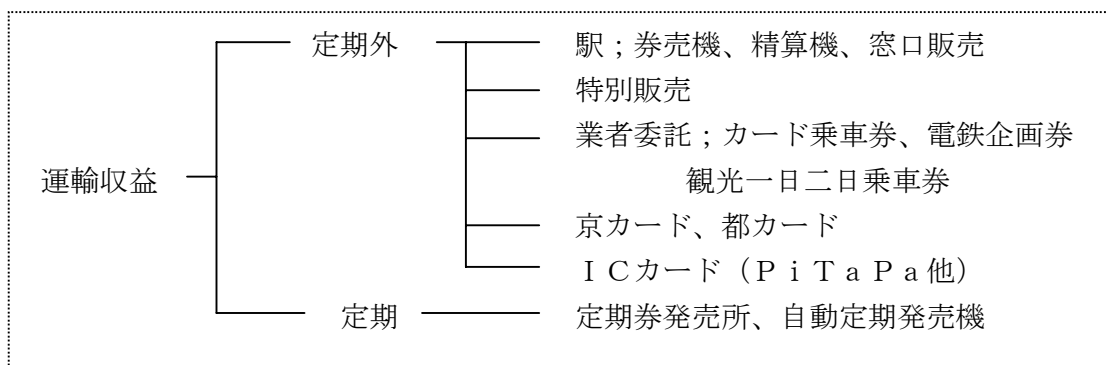 定期外 駅；券売機、精算機、窓口販売
特別販売
業者委託；カード乗車券、電鉄企画券
運輸収益 観光一日二日乗車券
京カード、都カード
ＩＣカード（ＰｉＴａＰａ他）
定期 定期券発売所、自動定期発売機